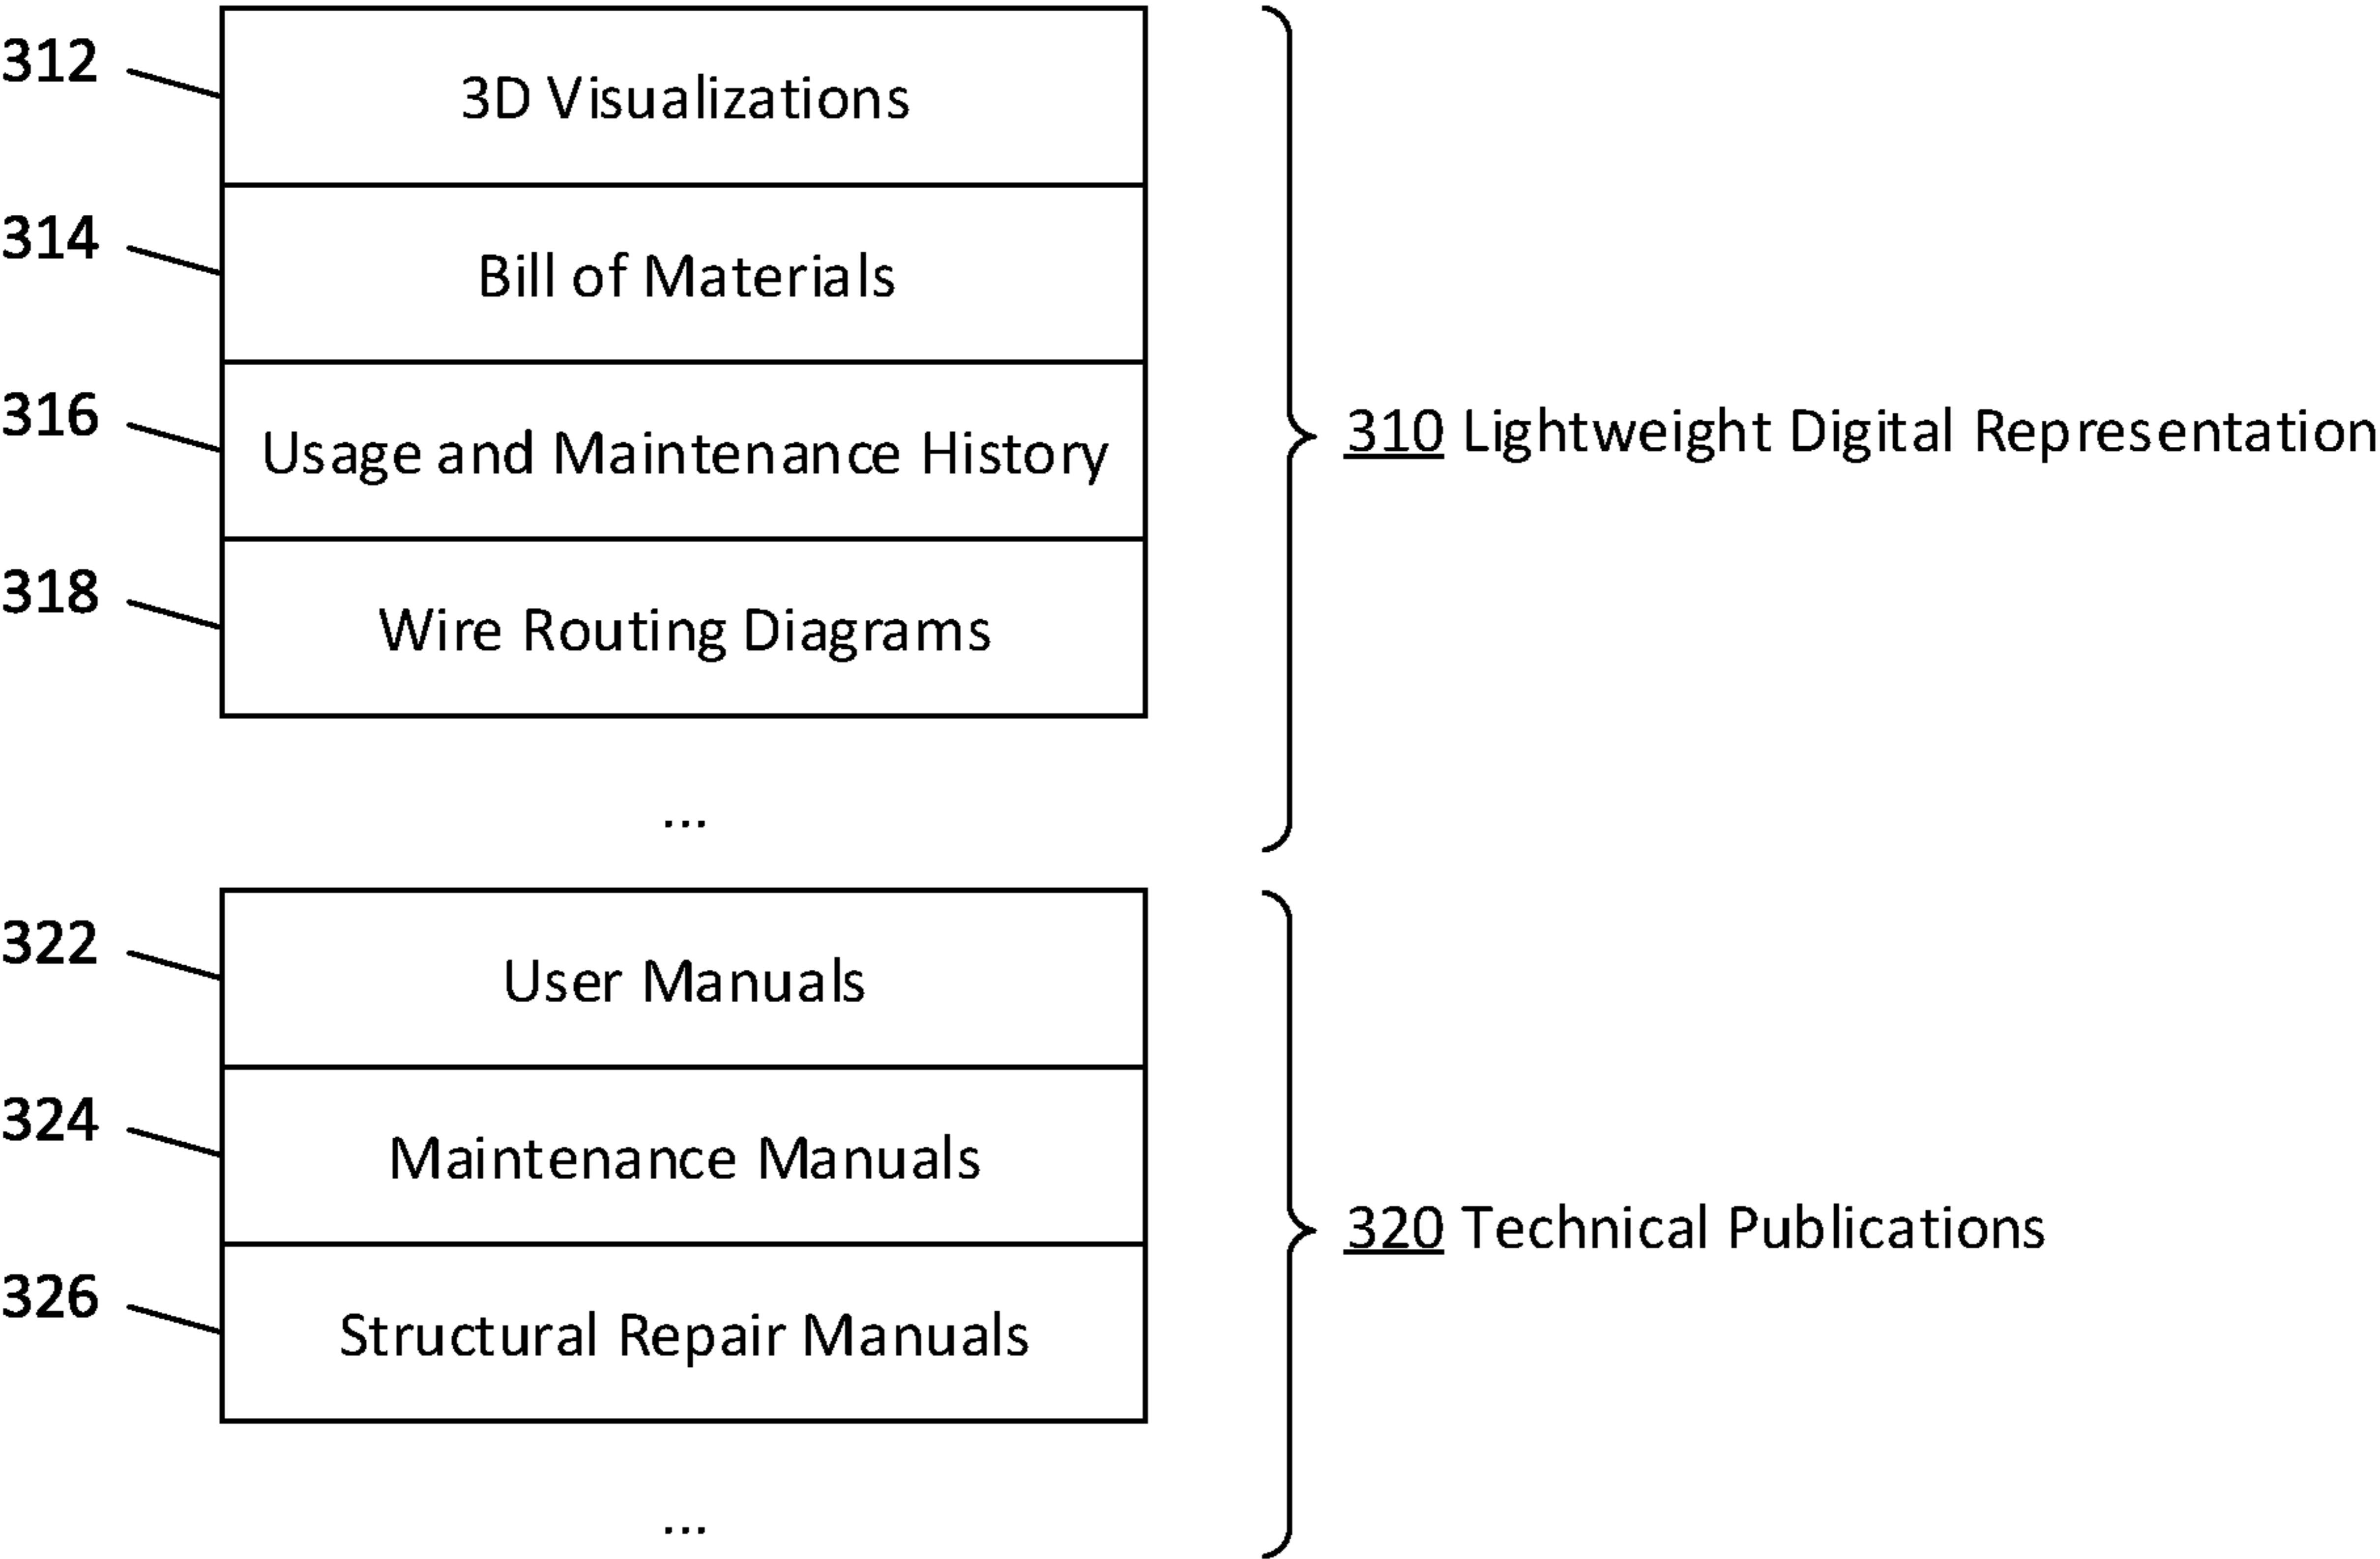 312
3D Visualizations
314
Bill of Materials
316
Usage and Maintenance History
310 Lightweight Digital Representation
318
Wire Routing Diagrams
...
322
User Manuals
324
Maintenance Manuals
320 Technical Publications
326
Structural Repair Manuals
...